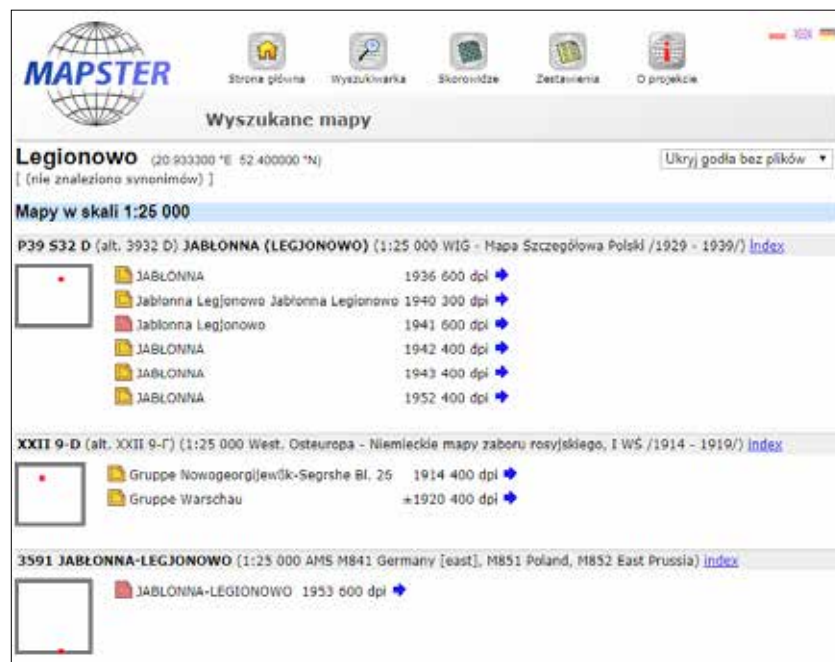 MAPSTER
Strona główna Wyszukiwarka Skorowidze Zestawienia O projekcie
Wyszukane mapy
Legionowo (20.933300 °E 52.400000 °N) Ukryj godła bez plików
[ (nie znaleziono synonimów) ]
Mapy w skali 1:25 000
P39 S32 D (alt. 3932 D) JABŁONNA (LEGJONOWO) (1:25 000 WIG - Mapa Szczegółowa Polski /1929 - 1939/) index
JABŁONNA 1936 600 dpi
Jabłonna Legjonowo Jabłonna Legionowo 1940 300 dpi
Jabłonna Legjonowo 1941 600 dpi
JABŁONNA 1942 400 dpi
JABŁONNA 1943 400 dpi
JABŁONNA 1952 400 dpi
XXII 9-D (alt. XXII 9-Г) (1:25 000 West. Osteuropa - Niemieckie mapy zaboru rosyjskiego, I WŚ /1914 - 1919/) index
Gruppe Segrshe Bl. 26 1914 400 dpi
Gruppe Warschau ±1920 400 dpi
3591 JABŁONNA-LEGJONOWO (1:25 000 AMS M841 Germany [east], M851 Poland, M852 East Prussia) index
JABLONNA-LEGIONOWO 1953 600 dpi